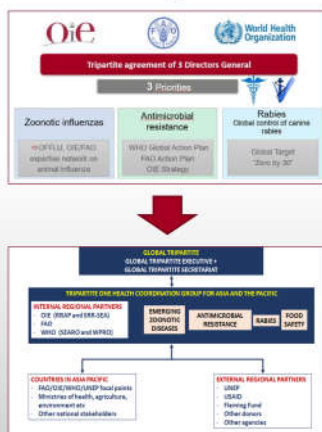 Oie
World Health
Organization
Tripartite agreement of 3 Directors General
3 Priorities
Zoonotic influenzas
⇨OFFLU, OIE/FAO
expertise network on
animal influenza
Antimicrobial
resistance
WHO Global Action Plan
FAO Action Plan
OIE Strategy
Rabies
Global control of canine
rabies
Global Target
"Zero by 30"
GLOBAL TRIPARTITE
GLOBAL TRIPARTITE EXECUTIVE +
GLOBAL TRIPARTITE SECRETARIAT
TRIPARTITE ONE HEALTH COORDINATION GROUP FOR ASIA AND THE PACIFIC
INTERNAL REGIONAL PARTNERS
- OIE (RRAP and SRR-SEA)
- FAO
- WHO (SEARO and WPRO)
EMERGING
ZOONOTIC
DISEASES
ANTIMICROBIAL
RESISTANCE
RABIES
FOOD
SAFETY
COUNTRIES IN ASIA PACIFIC
- FAO/OIE/WHO/UNEP focal points
- Ministries of health, agriculture,
environment etc
- Other national stakeholders
EXTERNAL REGIONAL PARTNERS
- UNEP
- USAID
- Fleming Fund
- Other donors
- Other agencies